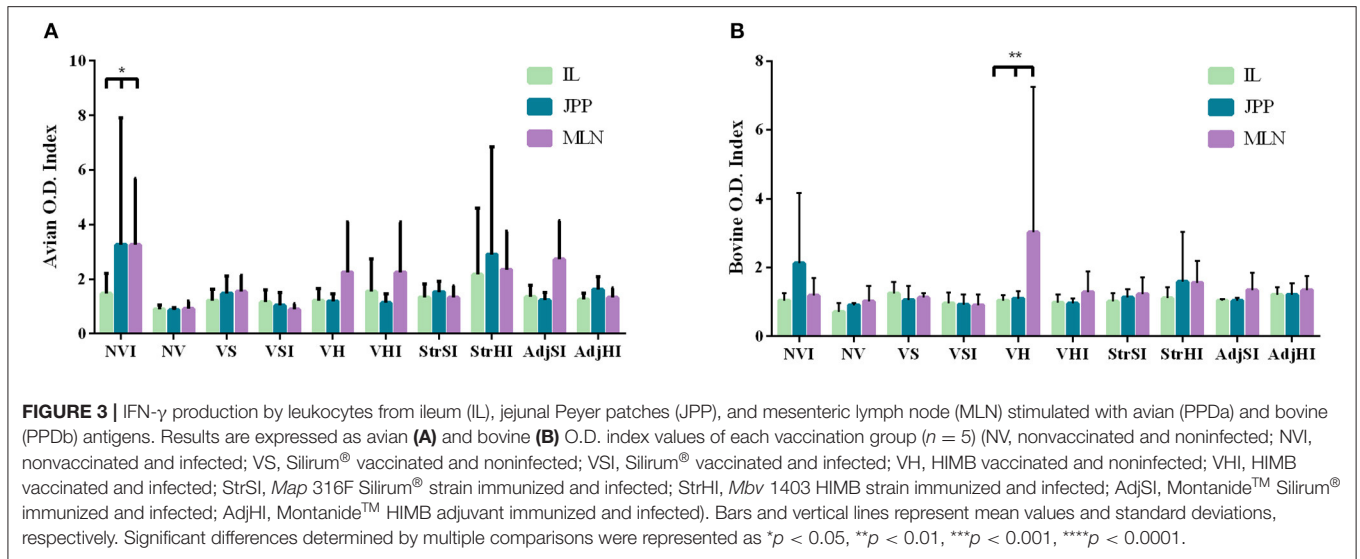 A
Avian O.D. Index
10
8
6
4
2
0
*
IL
JPP
MLN
NVI NV VS VSI VH VHI StrSI StrHI AdjSI AdjHI
B
Bovine O.D. Index
8
6
4
2
0
**
IL
JPP
MLN
NVI NV VS VSI VH VHI StrSI StrHI AdjSI AdjHI
FIGURE 3 | IFN-γ production by leukocytes from ileum (IL), jejunal Peyer patches (JPP), and mesenteric lymph node (MLN) stimulated with avian (PPDa) and bovine
(PPDb) antigens. Results are expressed as avian (A) and bovine (B) O.D. index values of each vaccination group (n = 5) (NV, nonvaccinated and noninfected; NVI,
nonvaccinated and infected; VS, Silirum® vaccinated and noninfected; VSI, Silirum® vaccinated and infected; VH, HIMB vaccinated and noninfected; VHI, HIMB
vaccinated and infected; StrSI, Map 316F Silirum® strain immunized and infected; StrHI, Mbv 1403 HIMB strain immunized and infected; AdjSI, Montanide™ Silirum®
immunized and infected; AdjHI, Montanide™ HIMB adjuvant immunized and infected). Bars and vertical lines represent mean values and standard deviations,
respectively. Significant differences determined by multiple comparisons were represented as *p < 0.05, **p < 0.01, ***p < 0.001, ****p < 0.0001.